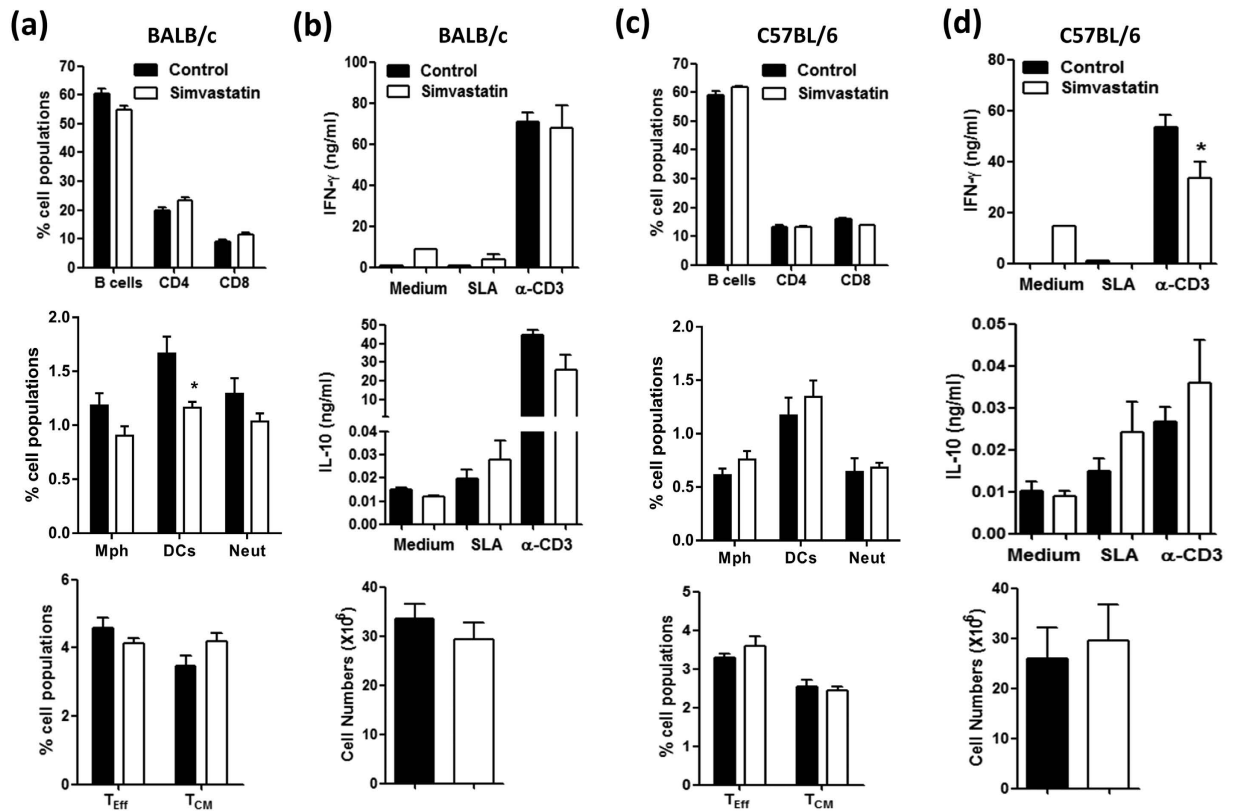 (a)
BALB/c
Control
Simvastatin
% cell populations
70
60
50
40
30
20
10
0
B cells CD4 CD8
% cell populations
2.0
1.5
1.0
0.5
0.0
Mph DCs Neut
*
% cell populations
6
4
2
0
T_Eff T_CM
(b)
BALB/c
Control
Simvastatin
IFN-γ (ng/ml)
100
80
60
40
20
0
Medium SLA α-CD3
IL-10 (ng/ml)
50
40
30
20
10
0.04
0.03
0.02
0.01
0.00
Medium SLA α-CD3
Cell Numbers (X10⁶)
40
30
20
10
0
(c)
C57BL/6
Control
Simvastatin
% cell populations
70
60
50
40
30
20
10
0
B cells CD4 CD8
% cell populations
2.0
1.5
1.0
0.5
0.0
Mph DCs Neut
% cell populations
5
4
3
2
1
0
T_Eff T_CM
(d)
C57BL/6
Control
Simvastatin
IFN-γ (ng/ml)
80
60
40
20
0
*
Medium SLA α-CD3
IL-10 (ng/ml)
0.05
0.04
0.03
0.02
0.01
0.00
Medium SLA α-CD3
Cell Numbers (X10⁶)
40
30
20
10
0